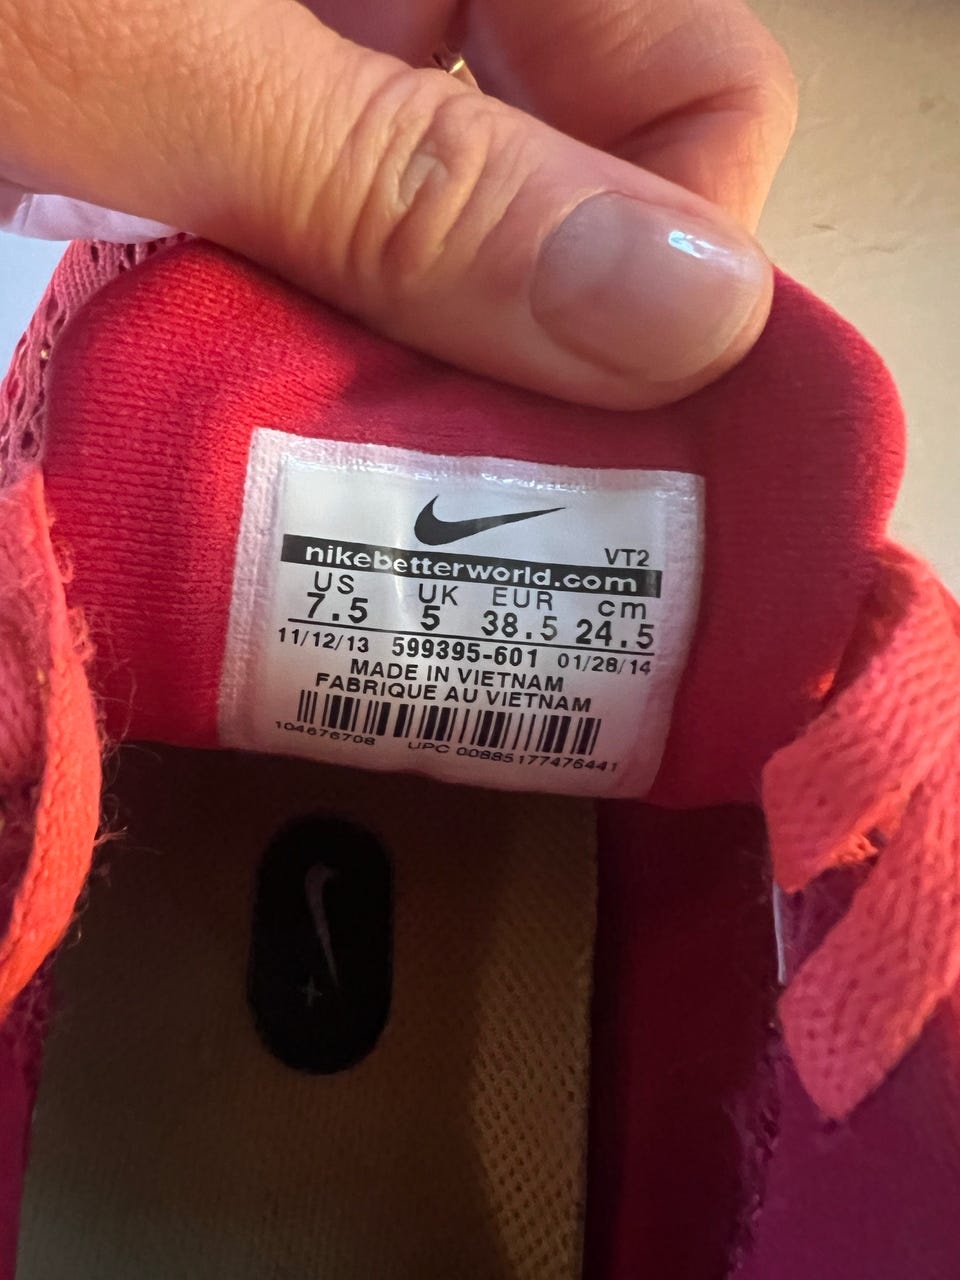 VT2
nikebetterworld.com
US UK EUR cm
7.5 5 38.5 24.5
11/12/13 599395-601 01/28/14
MADE IN VIETNAM
FABRIQUE AU VIETNAM
104676708 UPC 00885177476441